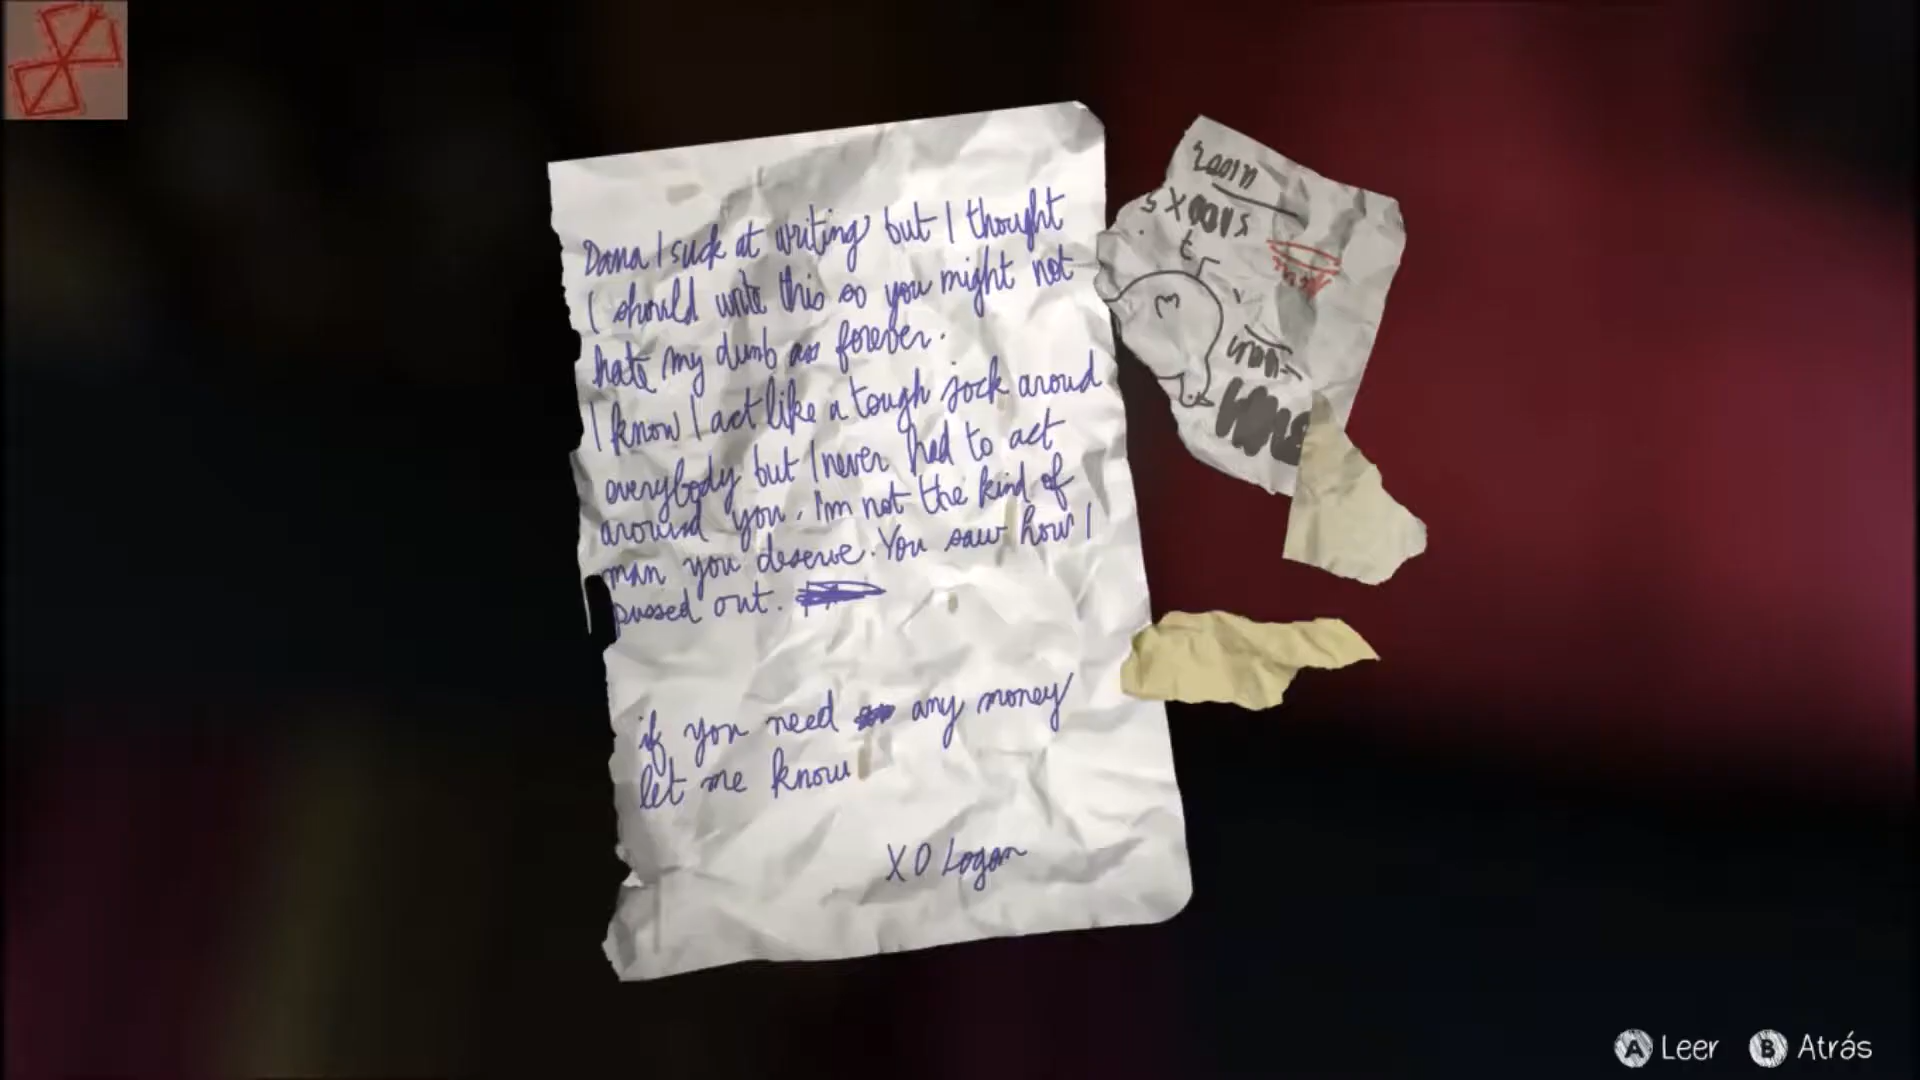 Dana I suck at writing but I thought
I should write this so you might not
hate my dumb ass forever.
I know I act like a tough jock aroud
everybody but I never had to act
around you. I'm not the kind of
man you deserve. You saw how I
pussed out.
if you need any money
let me know
XO Logan
A Leer B Atrás